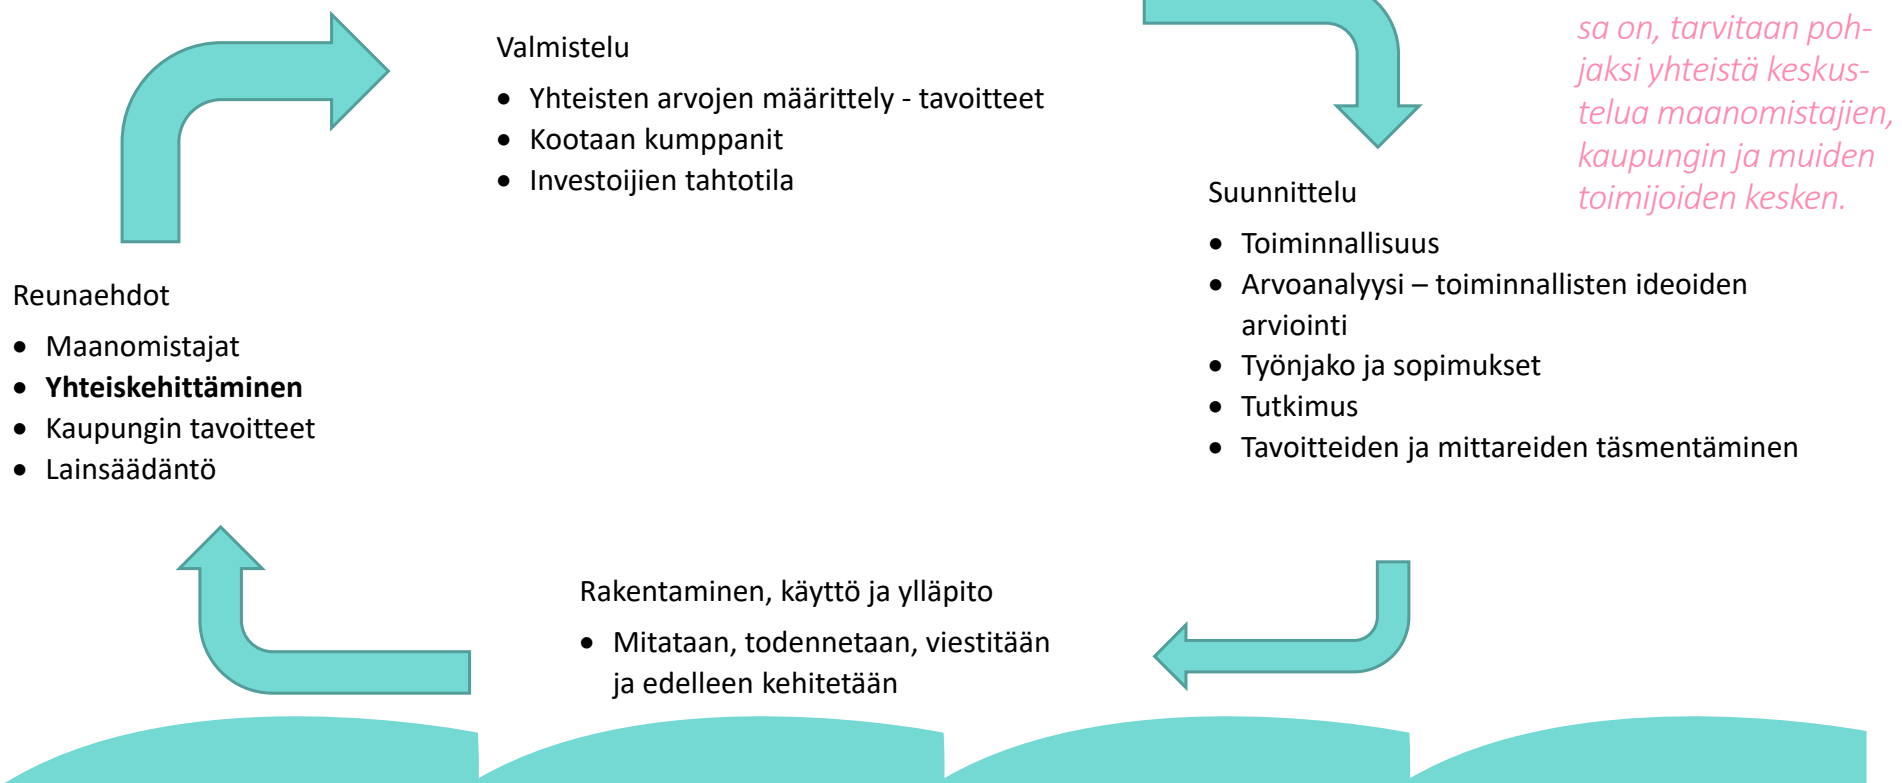 Valmistelu
• Yhteisten arvojen määrittely - tavoitteet
• Kootaan kumppanit
• Investoijien tahtotila
sa on, tarvitaan poh-
jaksi yhteistä keskus-
telua maanomistajien,
kaupungin ja muiden
toimijoiden kesken.
Suunnittelu
• Toiminnallisuus
• Arvoanalyysi – toiminnallisten ideoiden
arviointi
• Työnjako ja sopimukset
• Tutkimus
• Tavoitteiden ja mittareiden täsmentäminen
Reunaehdot
• Maanomistajat
• Yhteiskehittäminen
• Kaupungin tavoitteet
• Lainsäädäntö
Rakentaminen, käyttö ja ylläpito
• Mitataan, todennetaan, viestitään
ja edelleen kehitetään